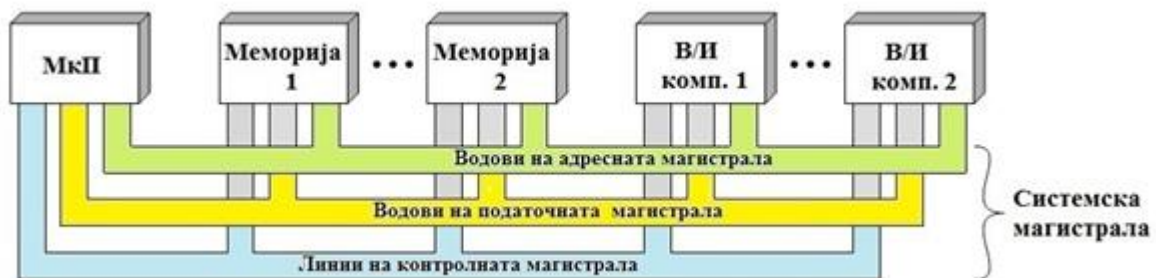 МкП
Меморија
1
...
Меморија
2
В/И
комп. 1
...
В/И
комп. 2
Водови на адресната магистрала
Водови на податочната магистрала
Линии на контролната магистрала
Системска
магистрала